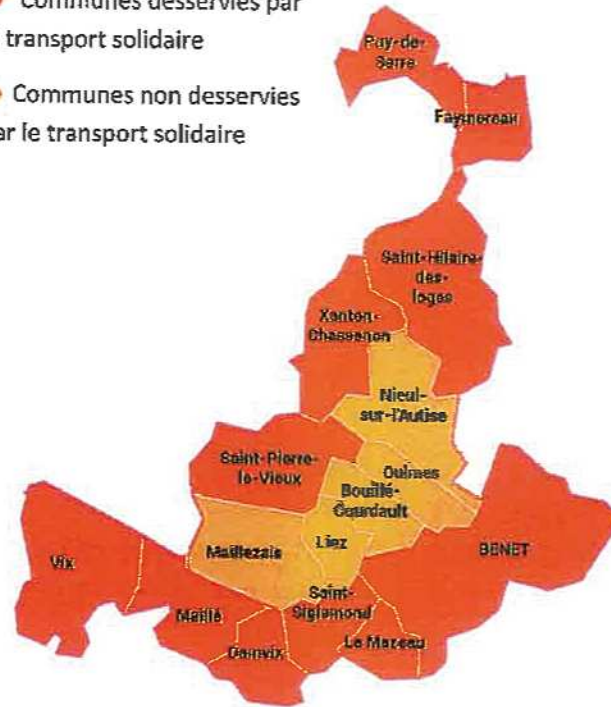 Communes desservies par
transport solidaire
Communes non desservies
ar le transport solidaire
Puy-de-
Serre
Faymoreau
Saint-Hilaire-
des-
loges
Xanton-
Chassenon
Nieul-
sur-l'Autise
Saint-Pierre-
le-Vieux
Oulmes
Bouillé-
Courdault
Maillezais
Liez
BENET
Vix
Maillé
Saint-
Sigismond
Le Mazeau
Damvix